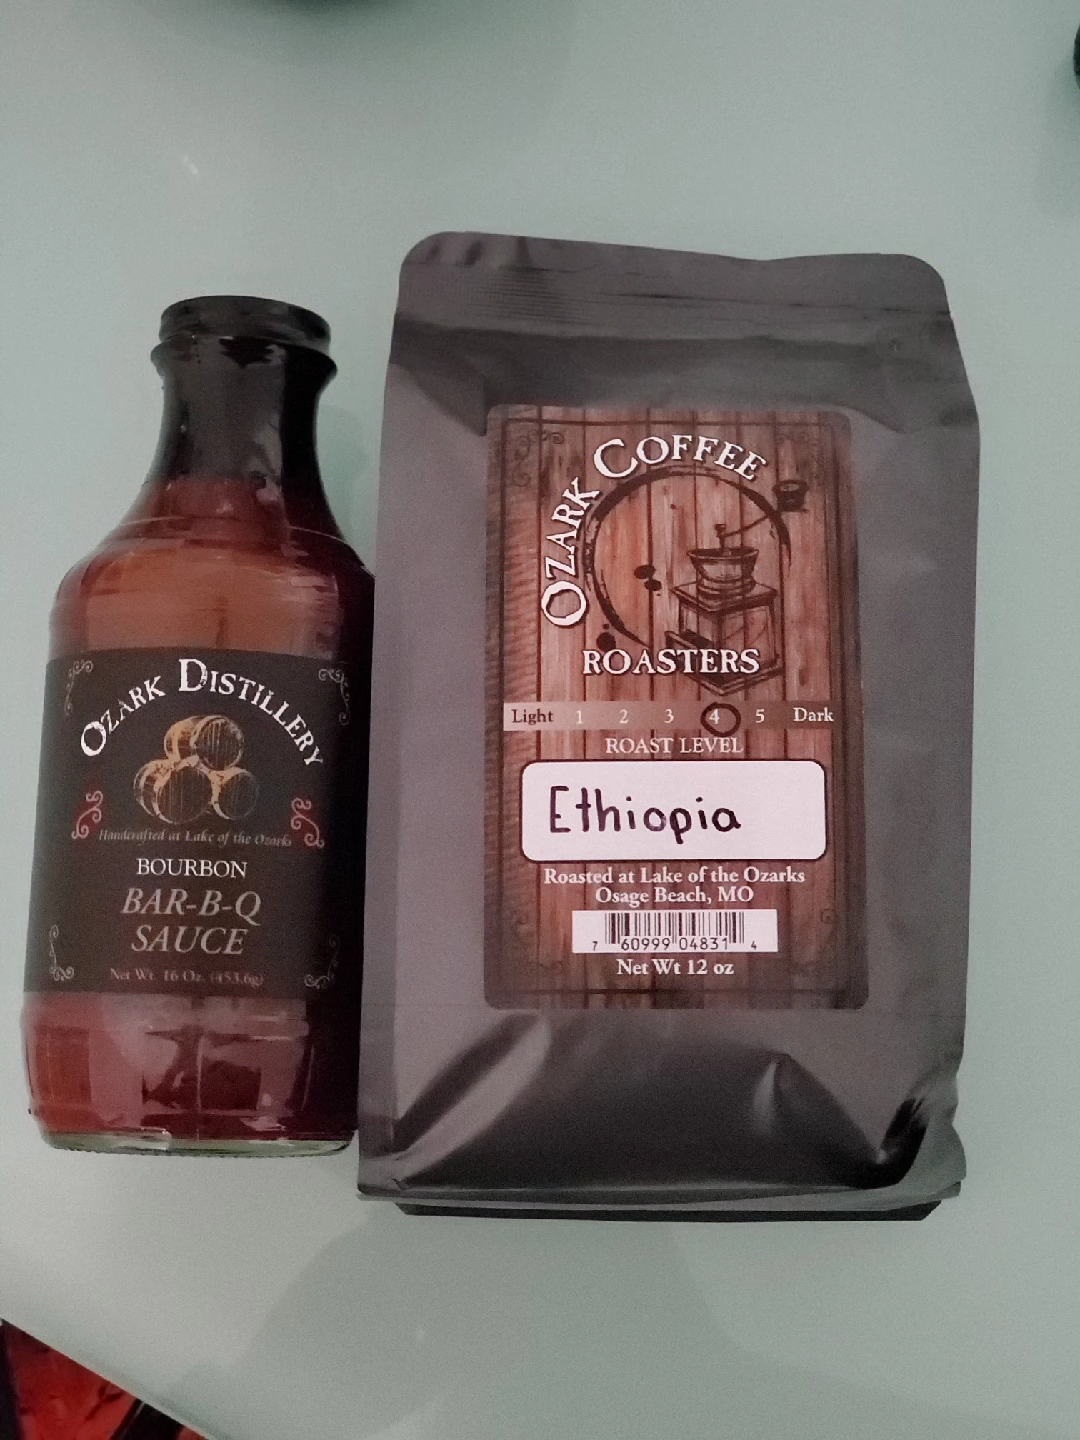 OZARK DISTILLERY
Handcrafted at Lake of the Ozarks
BOURBON
BAR-B-Q
SAUCE
Net Wt. 16 Oz. (453.6g)
OZARK COFFEE
ROASTERS
Light 1 2 3 4 5 Dark
ROAST LEVEL
Ethiopia
Roasted at Lake of the Ozarks
Osage Beach, MO
7 60999 04831 4
Net Wt 12 oz